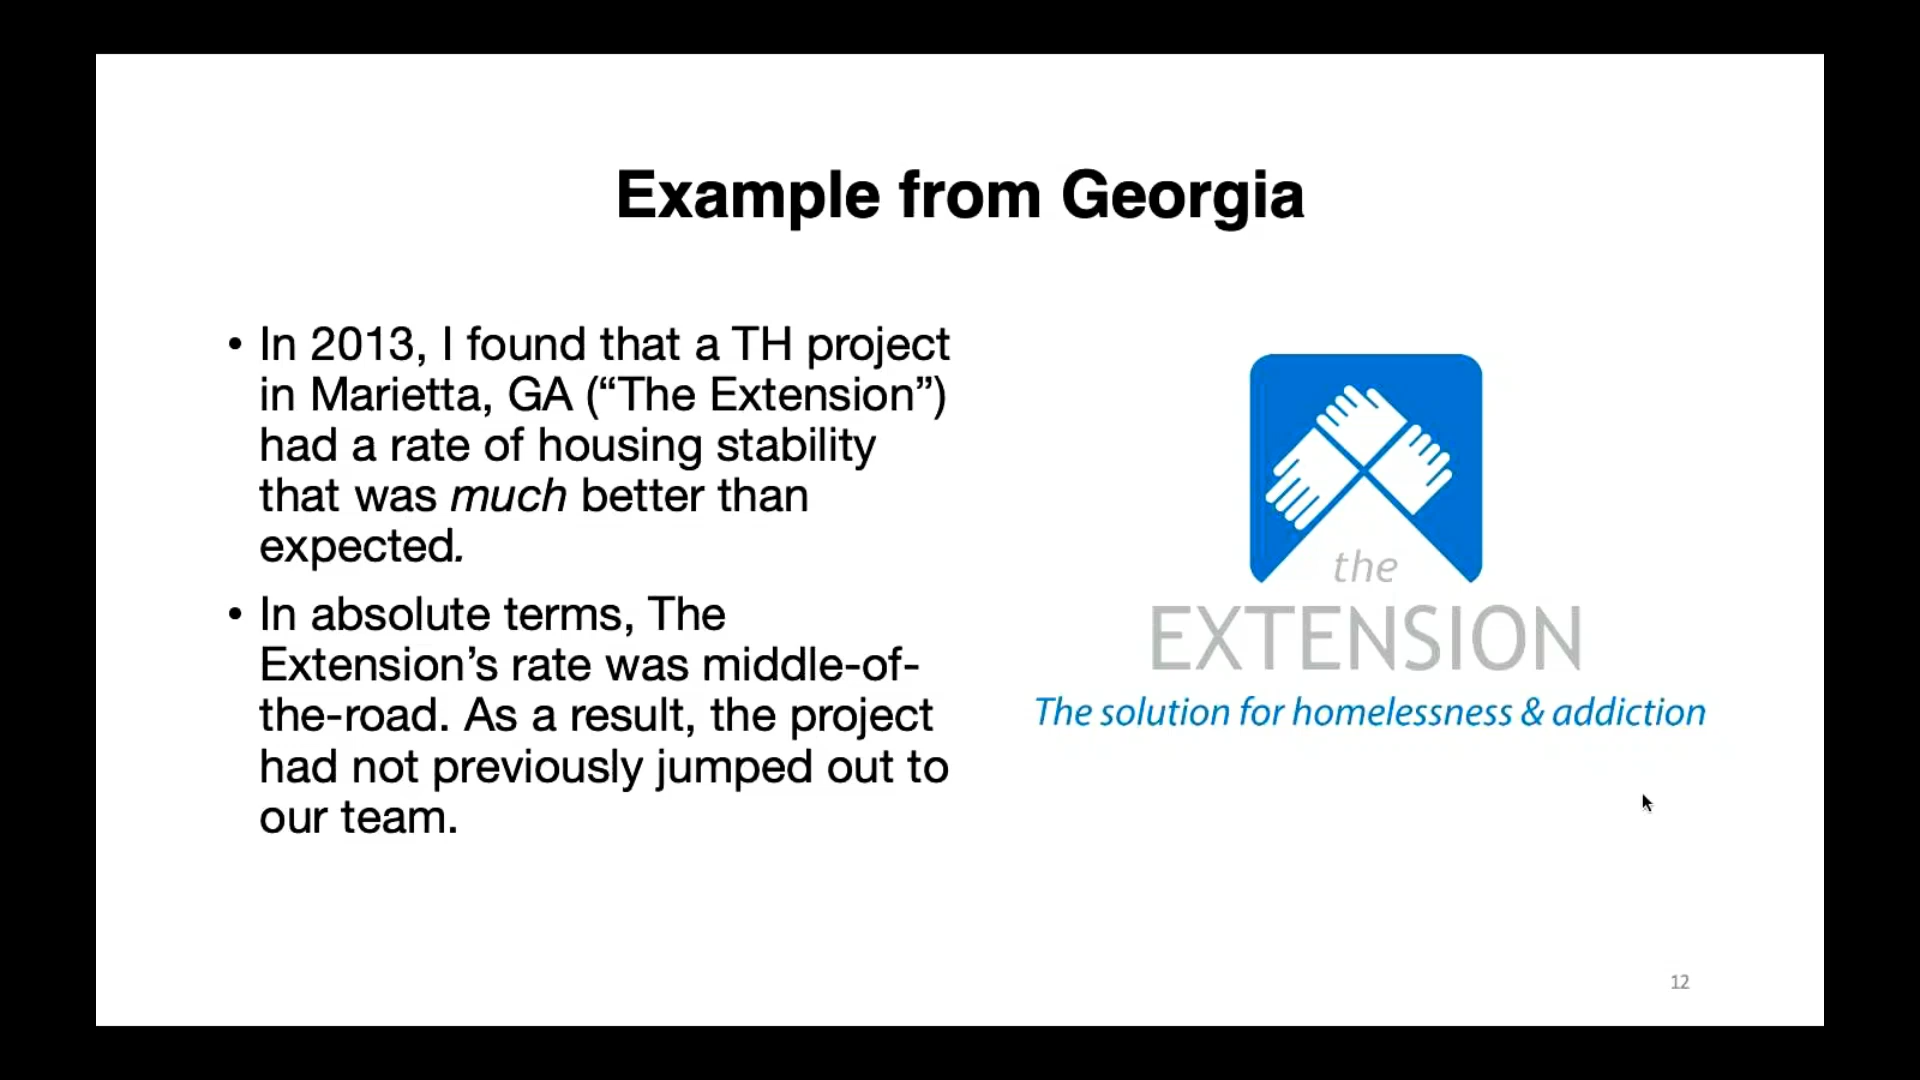 Example from Georgia
• In 2013, I found that a TH project
in Marietta, GA (“The Extension”)
had a rate of housing stability
that was much better than
expected.
• In absolute terms, The
Extension’s rate was middle-of-
the-road. As a result, the project
had not previously jumped out to
our team.
the
EXTENSION
The solution for homelessness & addiction
12